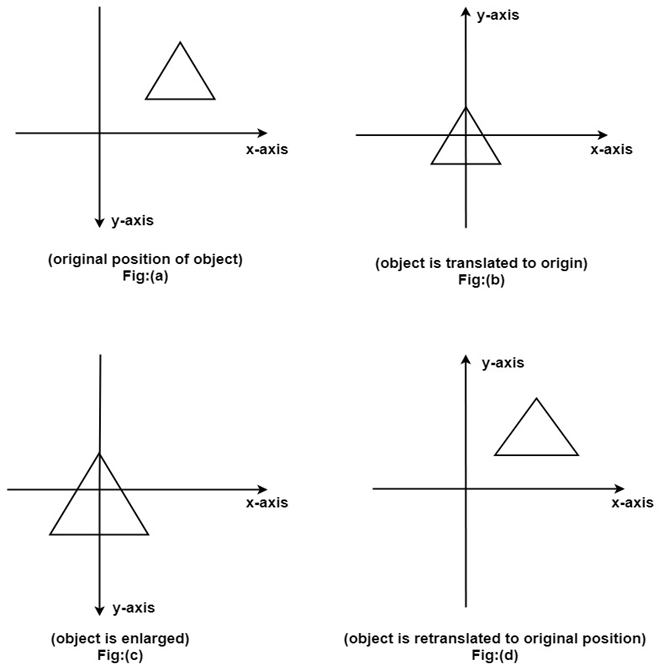 x-axis
y-axis
(original position of object)
Fig:(a)
y-axis
x-axis
(object is translated to origin)
Fig:(b)
x-axis
y-axis
(object is enlarged)
Fig:(c)
y-axis
x-axis
(object is retranslated to original position)
Fig:(d)